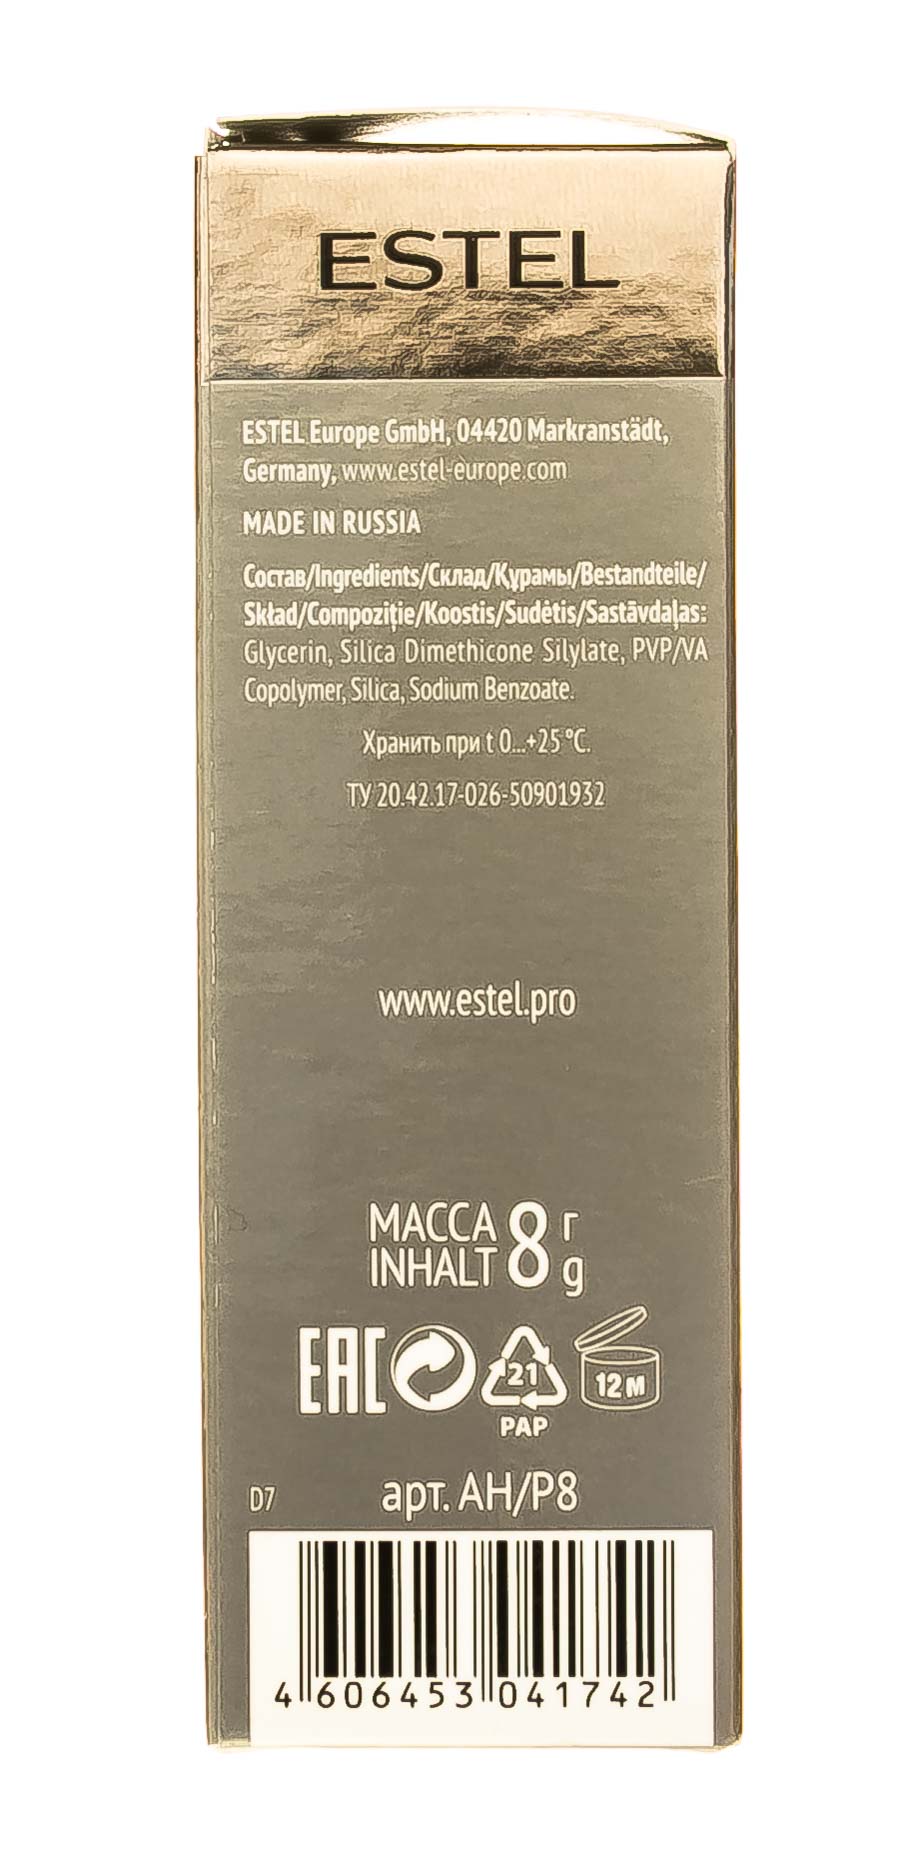 ESTEL
ESTEL Europe GmbH, 04420 Markranstädt,
Germany, www.estel-europe.com
MADE IN RUSSIA
Состав/Ingredients/Склад/Құрамы/Bestandteile/
Skład/Compoziție/Koostis/Sudėtis/Sastāvdaļas:
Glycerin, Silica Dimethicone Silylate, PVP/VA
Copolymer, Silica, Sodium Benzoate.
Хранить при t 0...+25 °C.
ТУ 20.42.17-026-50901932
www.estel.pro
МАССА 8 г
INHALT g
EAC 21 12M
PAP
D7 арт. AH/P8
4 606453 041742